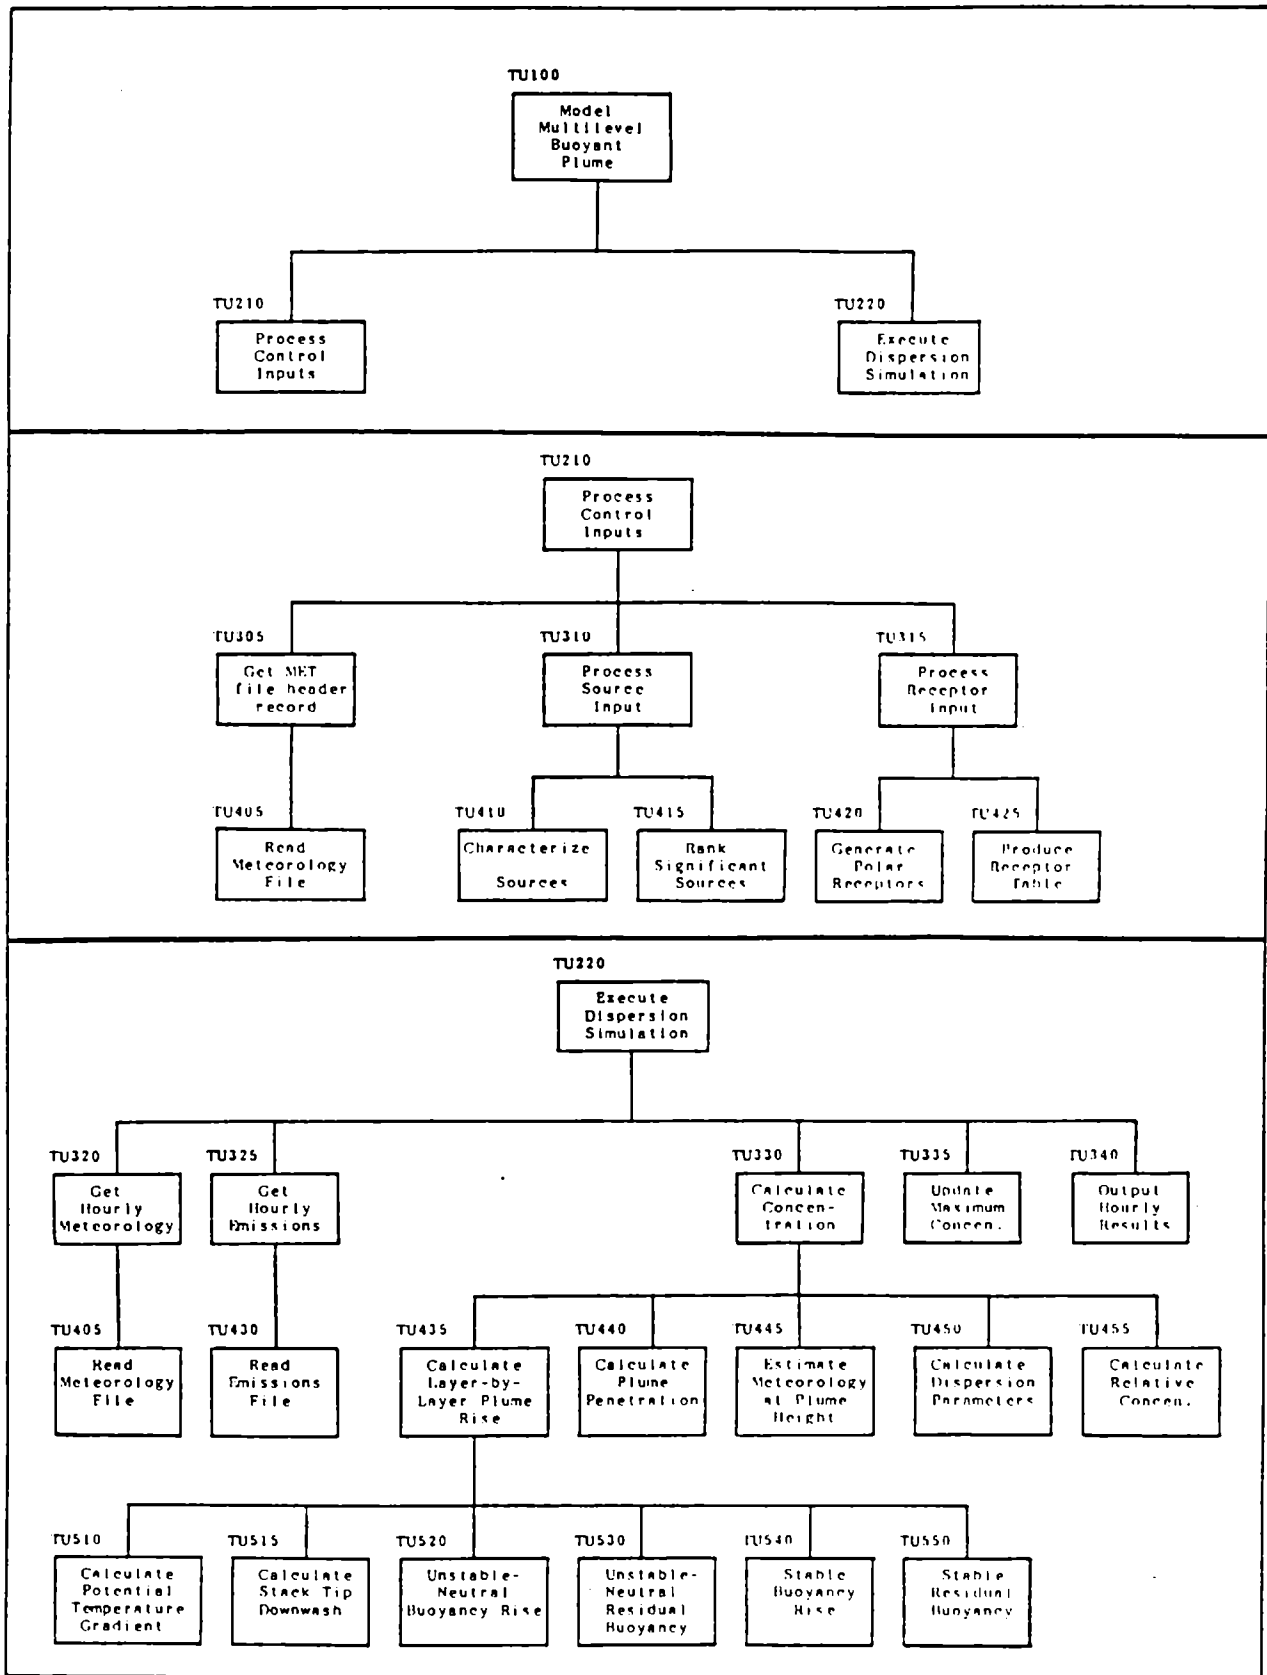 TU100
Model
Multilevel
Buoyant
Plume
TU210
Process
Control
Inputs
TU220
Execute
Dispersion
Simulation
TU210
Process
Control
Inputs
TU305
Get MET
file header
record
TU310
Process
Source
Input
TU315
Process
Receptor
Input
TU405
Read
Meteorology
File
TU410
Characterize
Sources
TU415
Rank
Significant
Sources
TU420
Generate
Polar
Receptors
TU425
Produce
Receptor
Table
TU220
Execute
Dispersion
Simulation
TU320
Get
Hourly
Meteorology
TU325
Get
Hourly
Emissions
TU330
Calculate
Concen-
tration
TU335
Update
Maximum
Concen.
TU340
Output
Hourly
Results
TU405
Read
Meteorology
File
TU430
Read
Emissions
File
TU435
Calculate
Layer-by-
Layer Plume
Rise
TU440
Calculate
Plume
Penetration
TU445
Estimate
Meteorology
at Plume
Height
TU450
Calculate
Dispersion
Parameters
TU455
Calculate
Relative
Concen.
TU510
Calculate
Potential
Temperature
Gradient
TU515
Calculate
Stack Tip
Downwash
TU520
Unstable-
Neutral
Buoyancy Rise
TU530
Unstable-
Neutral
Residual
Buoyancy
TU540
Stable
Buoyancy
Rise
TU550
Stable
Residual
Buoyancy